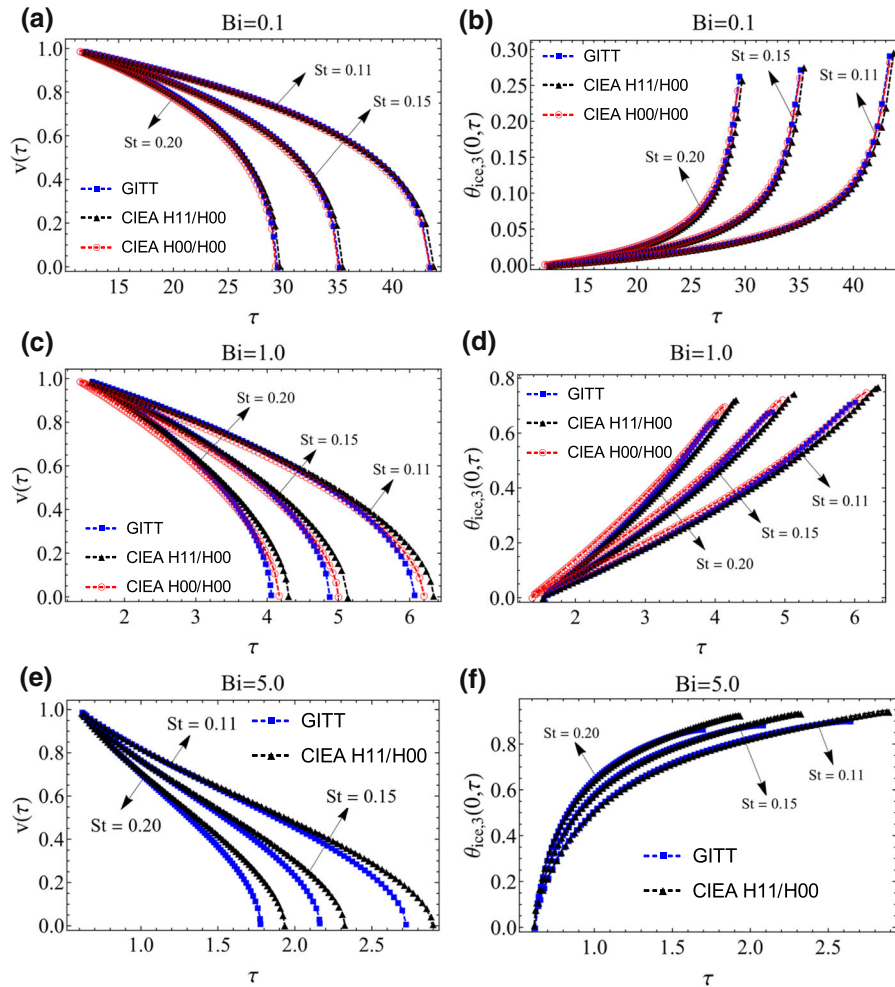 (a)
Bi=0.1
v(τ)
1.0
0.8
0.6
0.4
0.2
0.0
St = 0.11
St = 0.15
St = 0.20
GITT
CIEA H11/H00
CIEA H00/H00
15 20 25 30 35 40
τ
(b)
Bi=0.1
θice,3(0,τ)
0.30
0.25
0.20
0.15
0.10
0.05
0.00
GITT
CIEA H11/H00
CIEA H00/H00
St = 0.15
St = 0.11
St = 0.20
15 20 25 30 35 40
τ
(c)
Bi=1.0
v(τ)
1.0
0.8
0.6
0.4
0.2
0.0
St = 0.20
St = 0.15
St = 0.11
GITT
CIEA H11/H00
CIEA H00/H00
2 3 4 5 6
τ
(d)
Bi=1.0
θice,3(0,τ)
0.8
0.6
0.4
0.2
0.0
GITT
CIEA H11/H00
CIEA H00/H00
St = 0.11
St = 0.15
St = 0.20
2 3 4 5 6
τ
(e)
Bi=5.0
v(τ)
1.0
0.8
0.6
0.4
0.2
0.0
St = 0.11
GITT
CIEA H11/H00
St = 0.15
St = 0.20
1.0 1.5 2.0 2.5
τ
(f)
Bi=5.0
θice,3(0,τ)
0.8
0.6
0.4
0.2
0.0
St = 0.20
St = 0.11
St = 0.15
GITT
CIEA H11/H00
1.0 1.5 2.0 2.5
τ